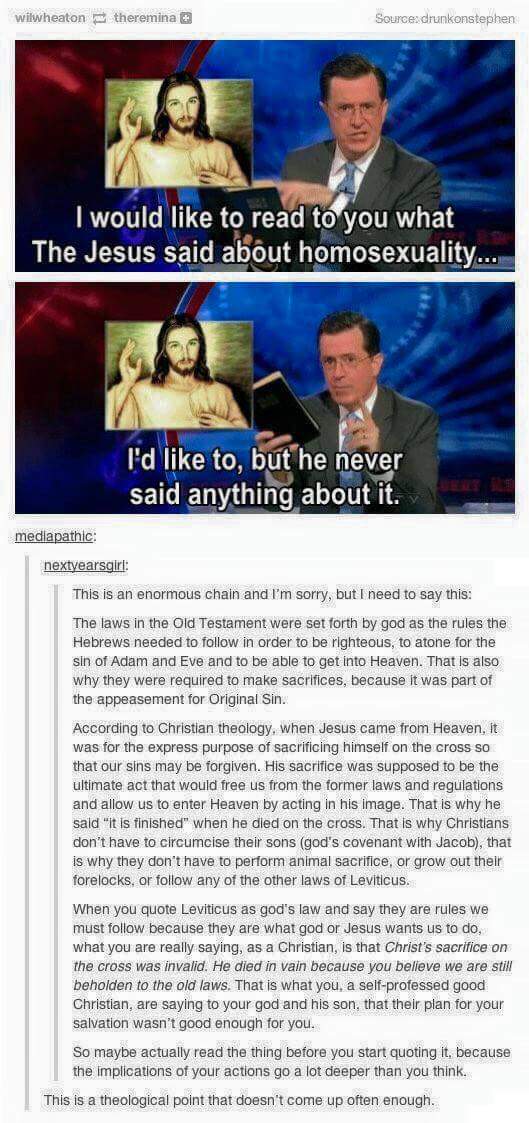 wilwheaton theremina
Source: drunkonstephen
I would like to read to you what
The Jesus said about homosexuality...
I'd like to, but he never
said anything about it.
mediapathic:
nextyearsgirl:
This is an enormous chain and I'm sorry, but I need to say this:
The laws in the Old Testament were set forth by god as the rules the
Hebrews needed to follow in order to be righteous, to atone for the
sin of Adam and Eve and to be able to get into Heaven. That is also
why they were required to make sacrifices, because it was part of
the appeasement for Original Sin.
According to Christian theology, when Jesus came from Heaven, it
was for the express purpose of sacrificing himself on the cross so
that our sins may be forgiven. His sacrifice was supposed to be the
ultimate act that would free us from the former laws and regulations
and allow us to enter Heaven by acting in his image. That is why he
said "it is finished" when he died on the cross. That is why Christians
don't have to circumcise their sons (god's covenant with Jacob), that
is why they don't have to perform animal sacrifice, or grow out their
forelocks, or follow any of the other laws of Leviticus.
When you quote Leviticus as god's law and say they are rules we
must follow because they are what god or Jesus wants us to do,
what you are really saying, as a Christian, is that Christ's sacrifice on
the cross was invalid. He died in vain because you believe we are still
beholden to the old laws. That is what you, a self-professed good
Christian, are saying to your god and his son, that their plan for your
salvation wasn't good enough for you.
So maybe actually read the thing before you start quoting it, because
the implications of your actions go a lot deeper than you think.
This is a theological point that doesn't come up often enough.